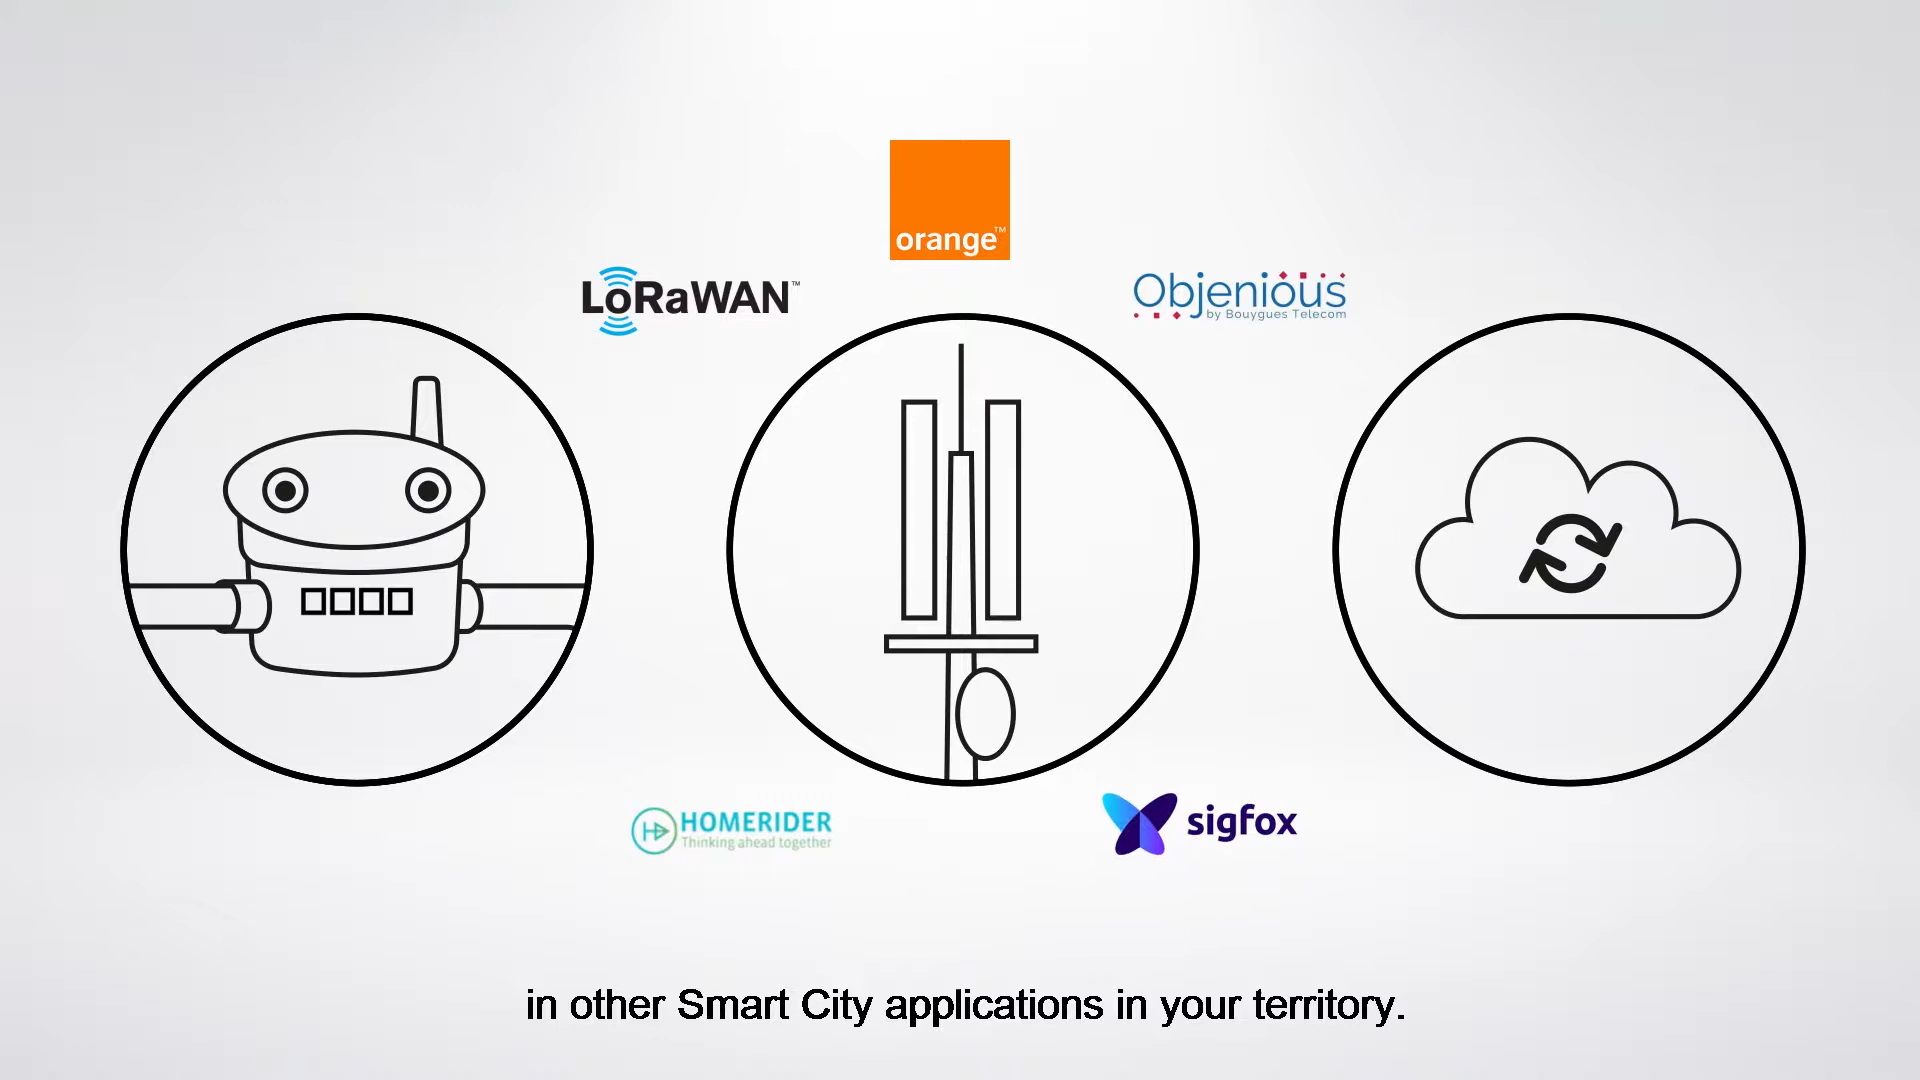 orange™
LoRaWAN™
Objenious
by Bouygues Telecom
HOMERIDER
Thinking ahead together
sigfox
in other Smart City applications in your territory.